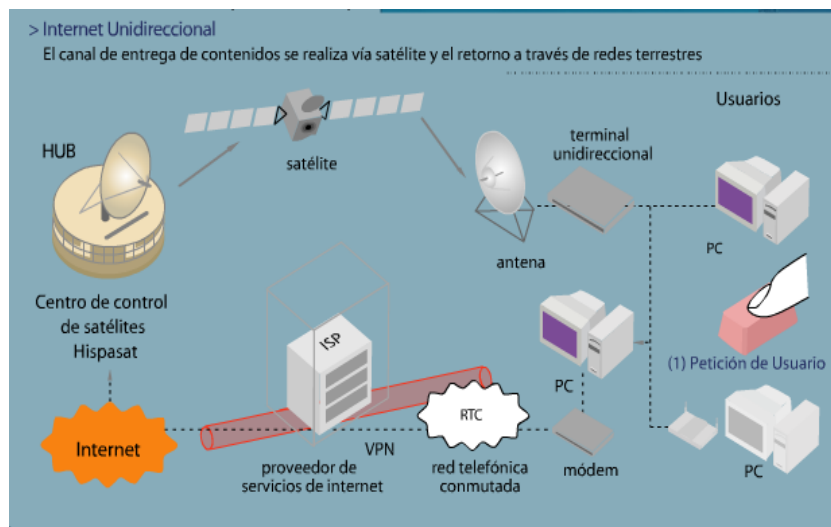 > Internet Unidireccional
El canal de entrega de contenidos se realiza vía satélite y el retorno a través de redes terrestres
Usuarios
HUB
satélite
terminal
unidireccional
antena
PC
Centro de control
de satélites
Hispasat
ISP
PC
(1) Petición de Usuario
Internet
VPN
RTC
proveedor de
servicios de internet
red telefónica
conmutada
módem
PC